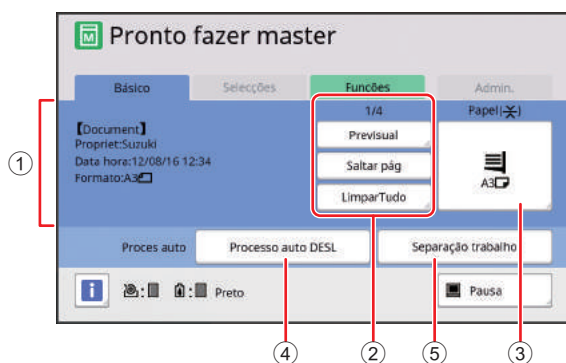 M
Pronto fazer master
Básico Selecções Funcões Admin.
1/4 Papel(
)
【Document】
Propriet:Suzuki
Data hora:12/08/16 12:34
Formato:A3
Previsual
Saltar pág
LimparTudo
A3
Proces auto Processo auto DESL Separação trabalho
i : : Preto Pausa
①
④ ② ⑤ ③